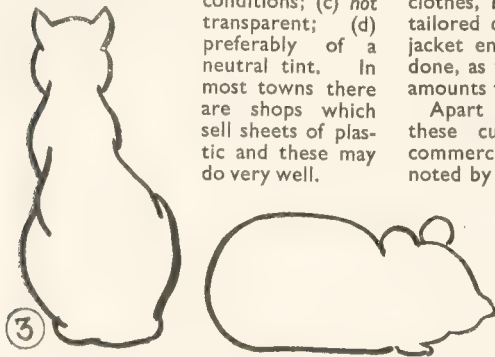 conditions; (c) not
transparent; (d)
preferably of a
neutral tint. In
most towns there
are shops which
sell sheets of plas-
tic and these may
do very well.
clothes,
tailored
jacket en
done, as
amounts
Apart
these cu
commerc
noted by
3